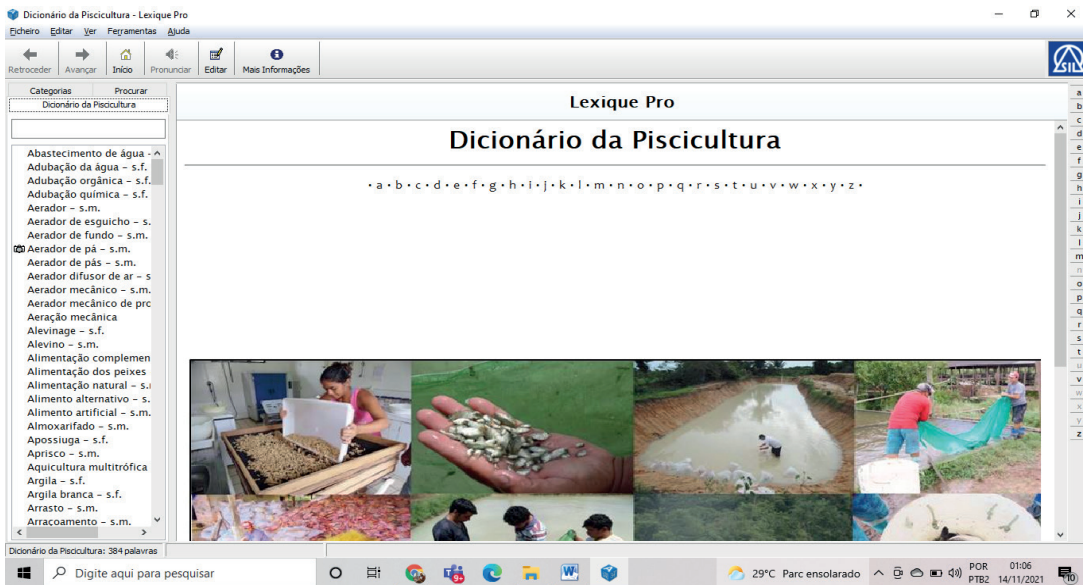 Dicionário da Piscicultura - Lexique Pro
Ficheiro Editar Ver Ferramentas Ajuda
Retroceder Avançar Início Pronunciar Editar Mais Informações
SIL
Categorias Procurar
Dicionário da Piscicultura
Lexique Pro
Dicionário da Piscicultura
• a • b • c • d • e • f • g • h • i • j • k • l • m • n • o • p • q • r • s • t • u • v • w • x • y • z •
Abastecimento de água -
Adubação da água – s.f.
Adubação orgânica – s.f.
Adubação química – s.f.
Aerador – s.m.
Aerador de esguicho – s.
Aerador de fundo – s.m.
Aerador de pá – s.m.
Aerador de pás – s.m.
Aerador difusor de ar – s
Aerador mecânico – s.m.
Aerador mecânico de pro
Aeração mecânica
Alevinage – s.f.
Alevino – s.m.
Alimentação complemen
Alimentação dos peixes
Alimentação natural – s.
Alimento alternativo – s.
Alimento artificial – s.m.
Almoxarifado – s.m.
Apossiuga – s.f.
Aprisco – s.m.
Aquicultura multitrófica
Argila – s.f.
Argila branca – s.f.
Arrasto – s.m.
Arraçoamento – s.m.
a
b
c
d
e
f
g
h
i
j
k
l
m
n
o
p
q
r
s
t
u
v
w
x
y
z
Dicionário da Piscicultura: 384 palavras
Digite aqui para pesquisar
29°C Parc ensolarado
POR 01:06
PTB2 14/11/2021